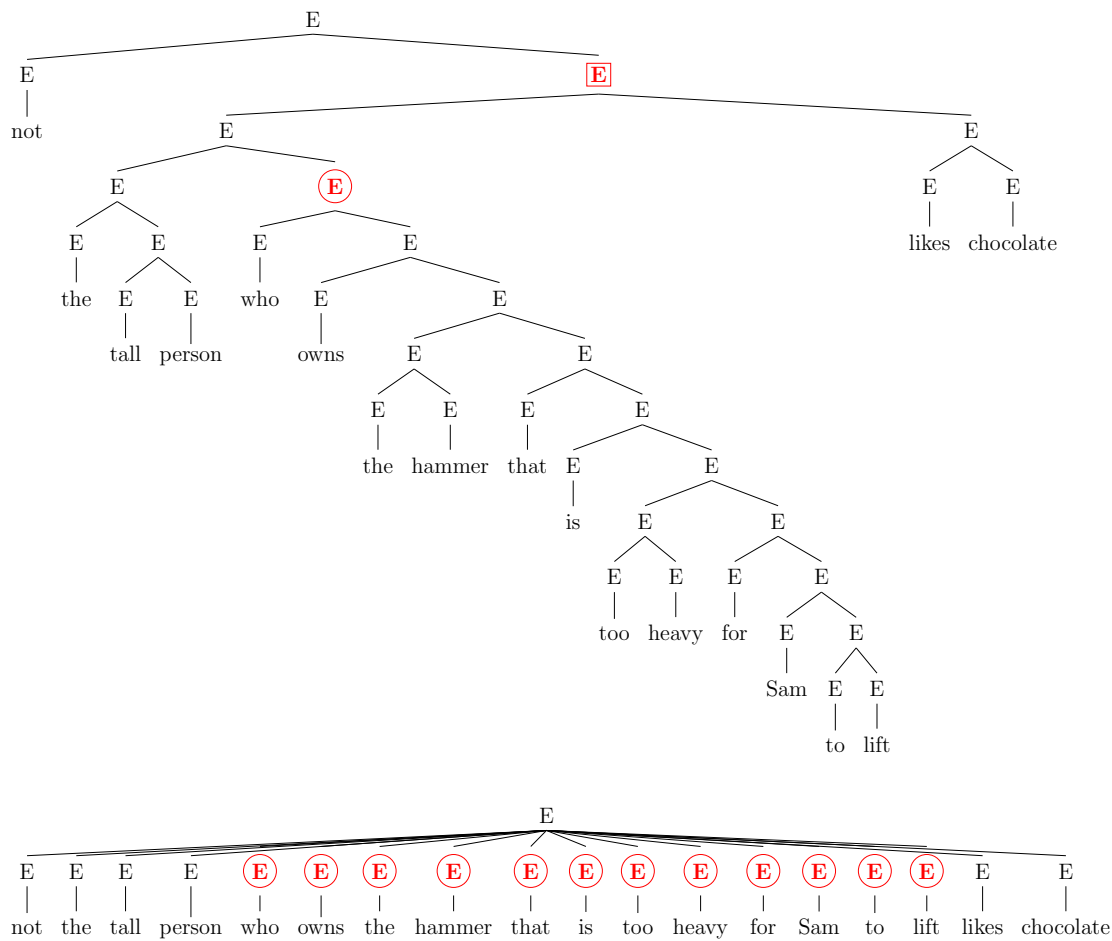 E
E E
not E E
E E E E
E E E E likes chocolate
the E E who E E
tall person owns E E
E E E E
the hammer that E E
is E E
E E E E
too heavy for E E
Sam E E
to lift
E
E E E E E E E E E E E E E E E E E E
not the tall person who owns the hammer that is too heavy for Sam to lift likes chocolate